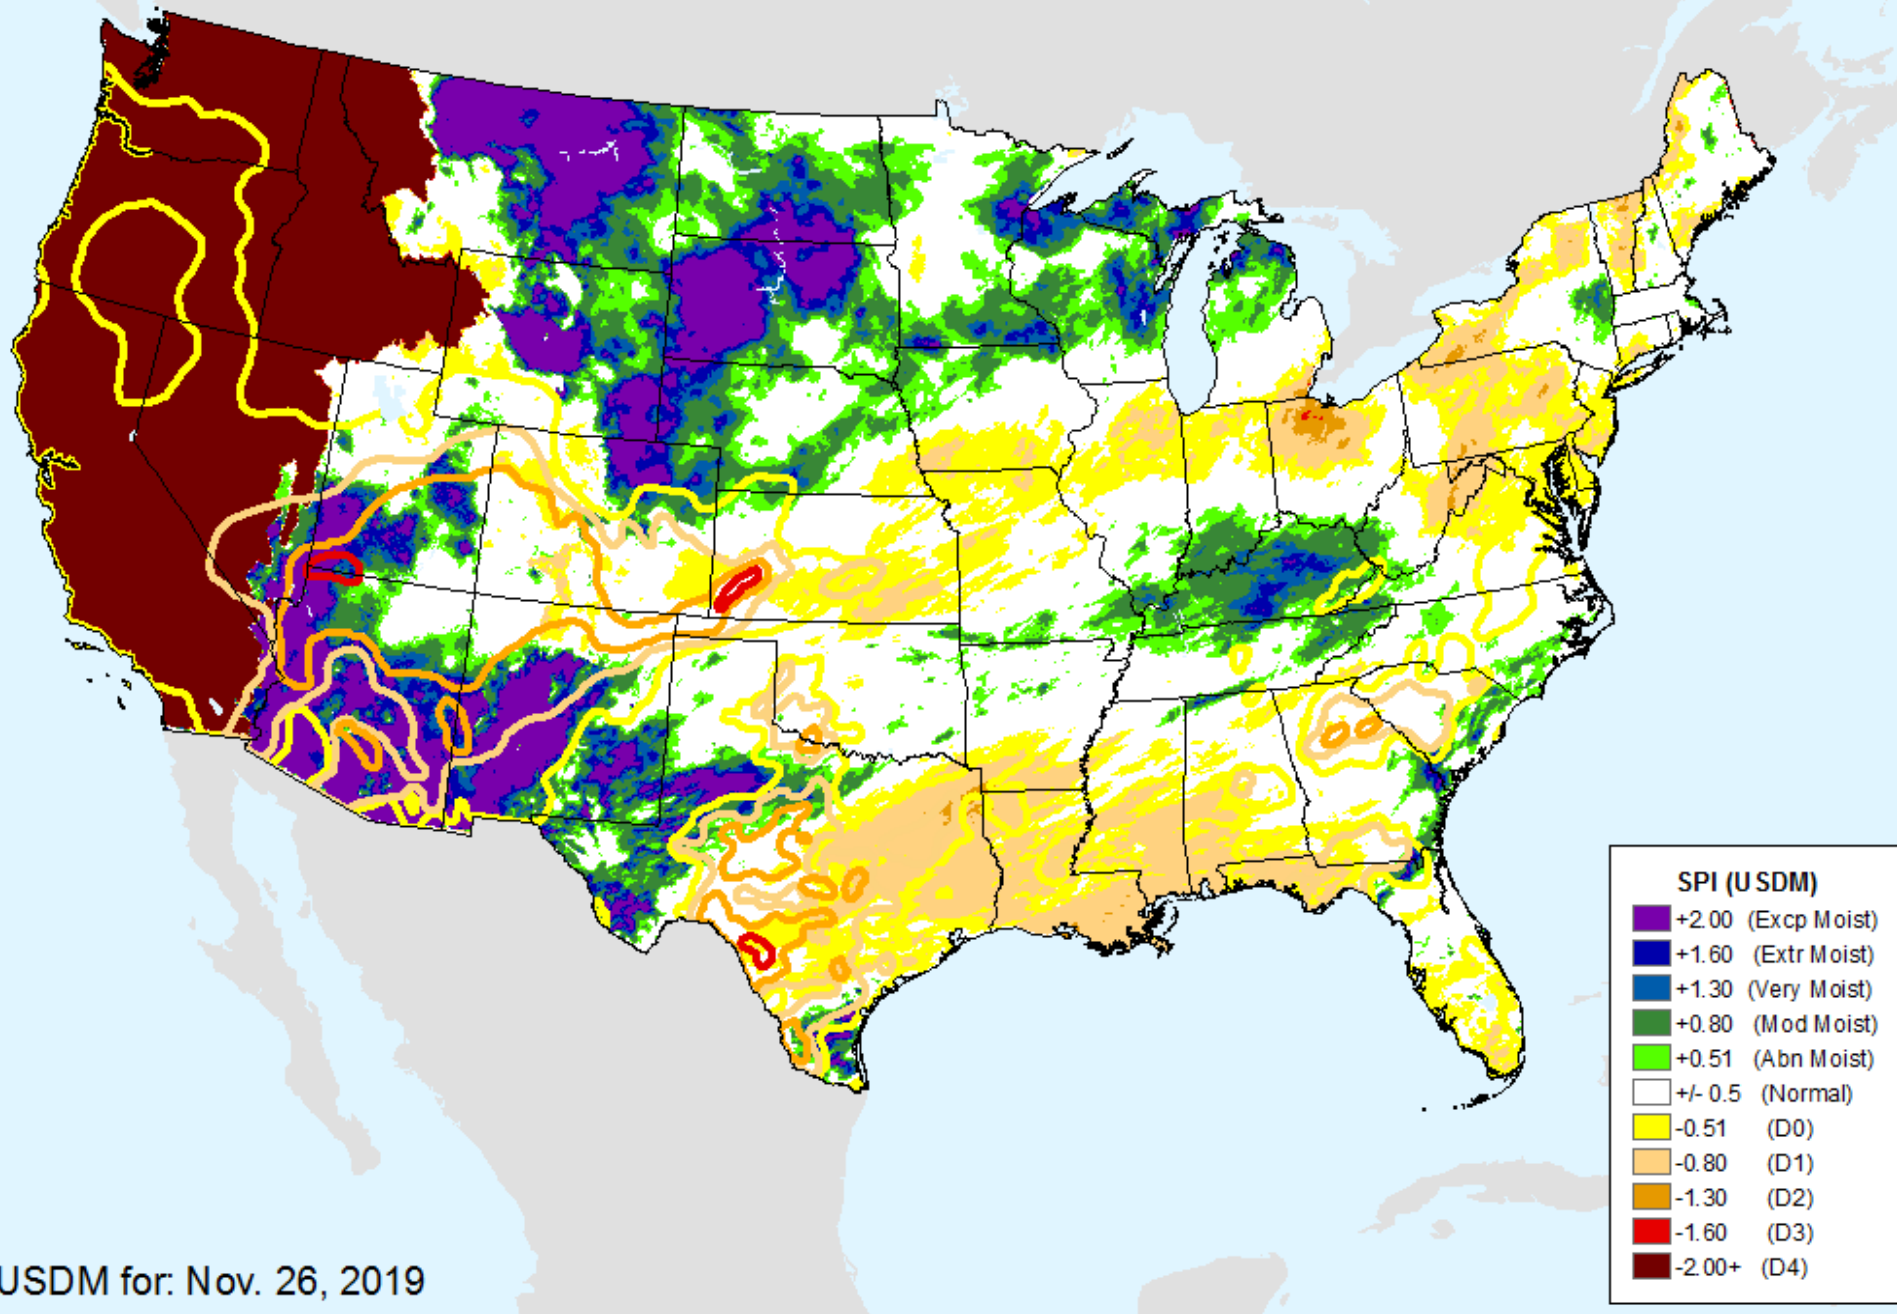 SPI (USDM)
+2.00 (Excp Moist)
+1.60 (Extr Moist)
+1.30 (Very Moist)
+0.80 (Mod Moist)
+0.51 (Abn Moist)
+/- 0.5 (Normal)
-0.51 (D0)
-0.80 (D1)
-1.30 (D2)
-1.60 (D3)
-2.00+ (D4)
USDM for: Nov. 26, 2019